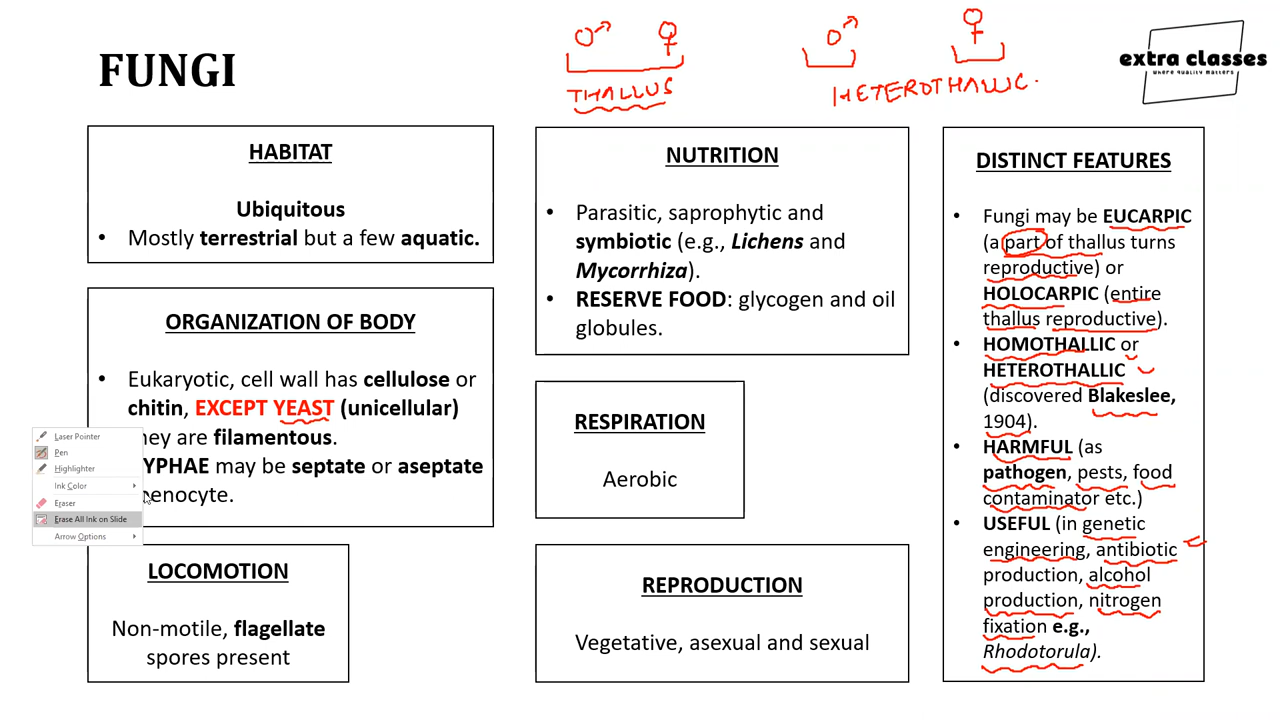 FUNGI
THALLUS
HETEROTHALLIC.
extra classes
where quality matters
HABITAT
Ubiquitous
• Mostly terrestrial but a few aquatic.
ORGANIZATION OF BODY
• Eukaryotic, cell wall has cellulose or
chitin, EXCEPT YEAST (unicellular)
hey are filamentous.
YPHAE may be septate or aseptate
enocyte.
Laser Pointer
Pen
Highlighter
Ink Color
Eraser
Erase All Ink on Slide
Arrow Options
LOCOMOTION
Non-motile, flagellate
spores present
NUTRITION
• Parasitic, saprophytic and
symbiotic (e.g., Lichens and
Mycorrhiza).
• RESERVE FOOD: glycogen and oil
globules.
RESPIRATION
Aerobic
REPRODUCTION
Vegetative, asexual and sexual
DISTINCT FEATURES
• Fungi may be EUCARPIC
(a part of thallus turns
reproductive) or
HOLOCARPIC (entire
thallus reproductive).
• HOMOTHALLIC or
HETEROTHALLIC
(discovered Blakeslee,
1904).
• HARMFUL (as
pathogen, pests, food
contaminator etc.)
• USEFUL (in genetic
engineering, antibiotic
production, alcohol
production, nitrogen
fixation e.g.,
Rhodotorula).